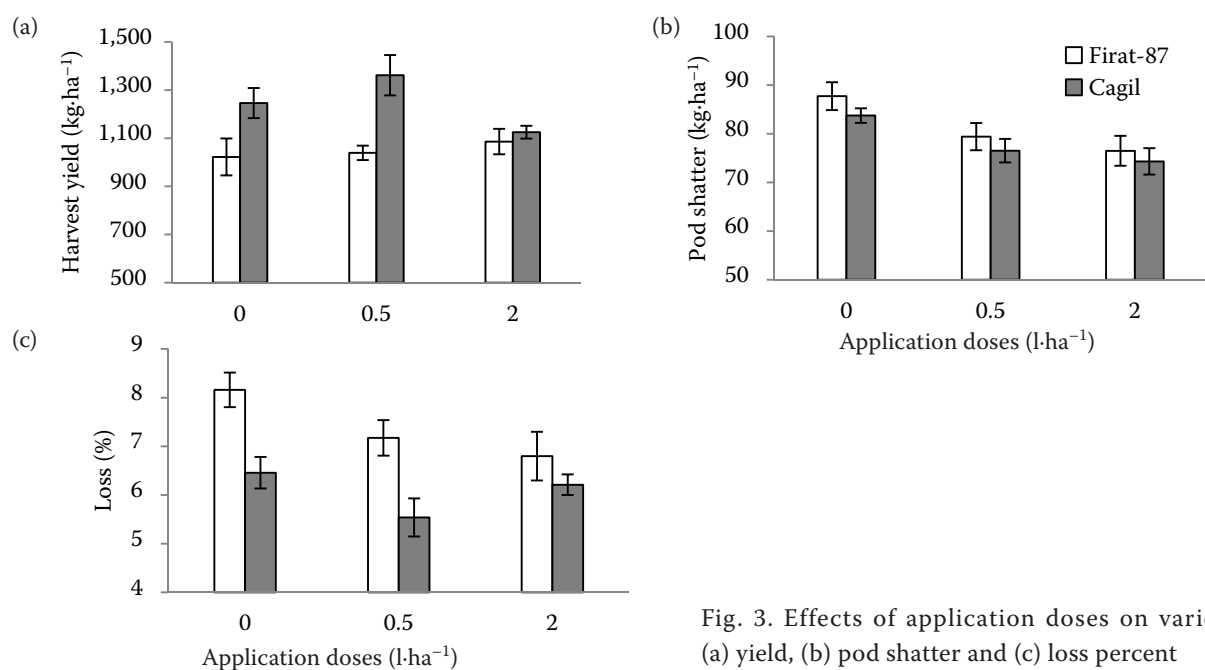 (a)
Harvest yield (kg·ha⁻¹)
1,500
1,300
1,100
900
700
500
0 0.5 2
(b)
Pod shatter (kg·ha⁻¹)
100
90
80
70
60
50
Firat-87
Cagil
0 0.5 2
Application doses (l·ha⁻¹)
(c)
Loss (%)
9
8
7
6
5
4
0 0.5 2
Application doses (l·ha⁻¹)
Fig. 3. Effects of application doses on
(a) yield, (b) pod shatter and (c) loss percent